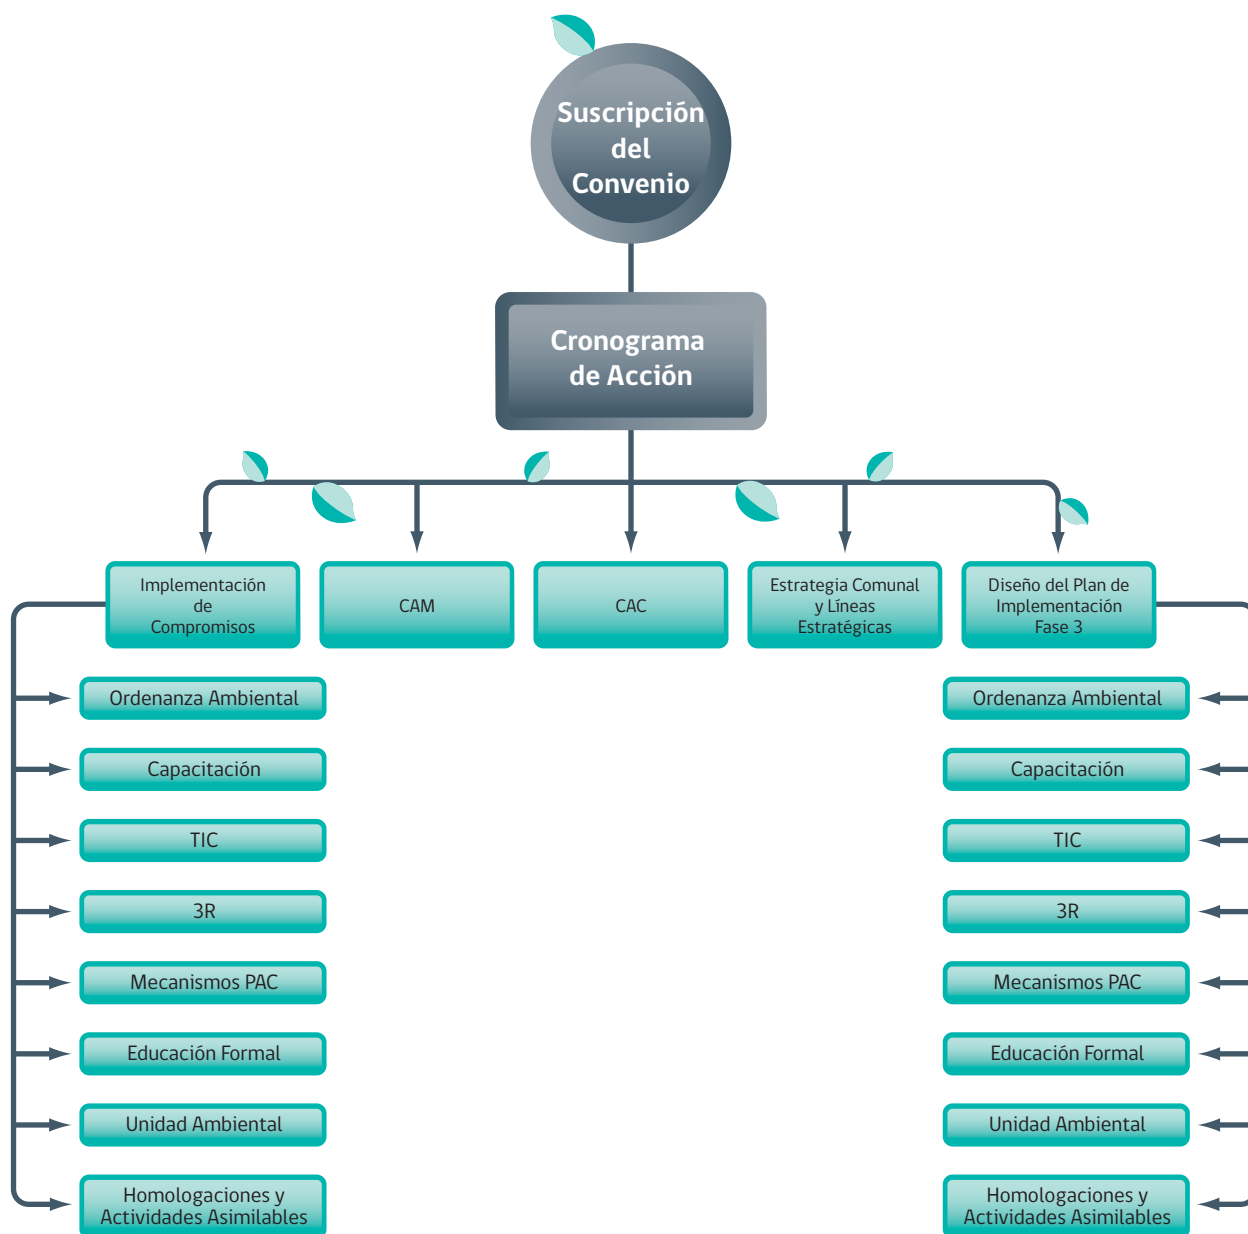 Suscripción
del
Convenio
Cronograma
de Acción
Implementación
de
Compromisos
CAM
CAC
Estrategia Comunal
y Líneas
Estratégicas
Diseño del Plan de
Implementación
Fase 3
Ordenanza Ambiental
Capacitación
TIC
3R
Mecanismos PAC
Educación Formal
Unidad Ambiental
Homologaciones y
Actividades Asimilables
Ordenanza Ambiental
Capacitación
TIC
3R
Mecanismos PAC
Educación Formal
Unidad Ambiental
Homologaciones y
Actividades Asimilables